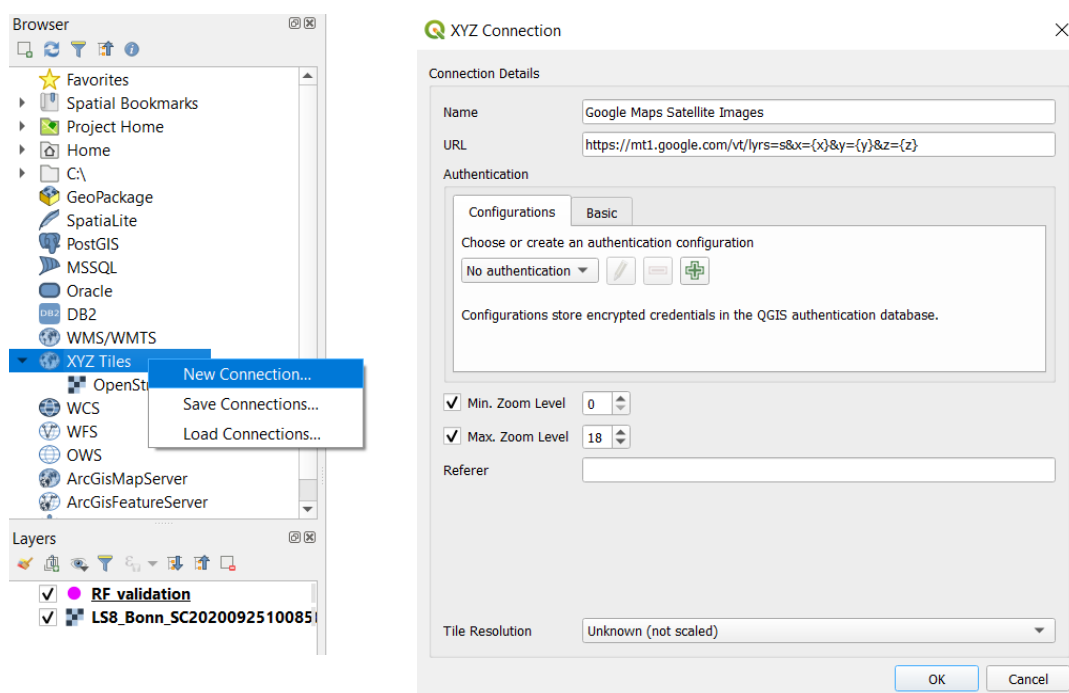 Browser
Favorites
Spatial Bookmarks
Project Home
Home
C:\
GeoPackage
SpatiaLite
PostGIS
MSSQL
Oracle
DB2
WMS/WMTS
XYZ Tiles
OpenStr
WCS
WFS
OWS
ArcGisMapServer
ArcGisFeatureServer
New Connection...
Save Connections...
Load Connections...
Layers
RF_validation
LS8_Bonn_SC2020092510085
XYZ Connection
Connection Details
Name Google Maps Satellite Images
URL https://mt1.google.com/vt/lyrs=s&x={x}&y={y}&z={z}
Authentication
Configurations Basic
Choose or create an authentication configuration
No authentication
Configurations store encrypted credentials in the QGIS authentication database.
Min. Zoom Level 0
Max. Zoom Level 18
Referer
Tile Resolution Unknown (not scaled)
OK Cancel